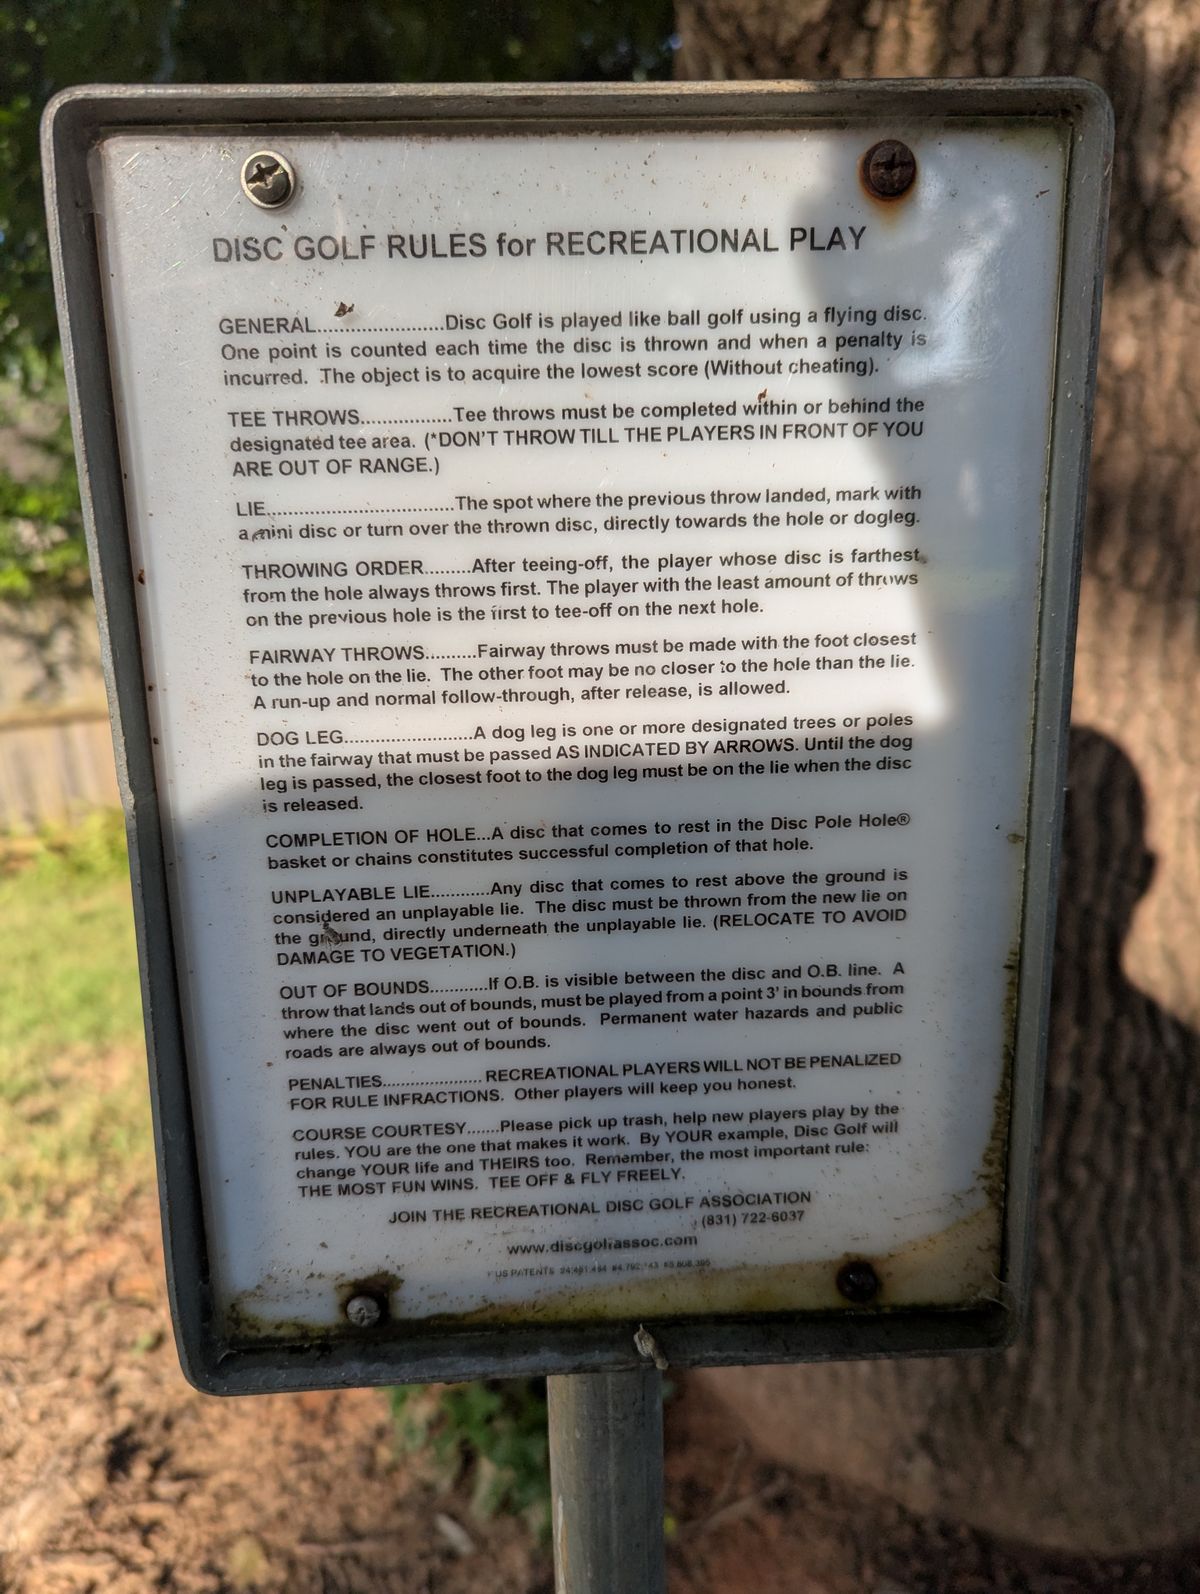 DISC GOLF RULES for RECREATIONAL PLAY
GENERAL......................Disc Golf is played like ball golf using a flying disc.
One point is counted each time the disc is thrown and when a penalty is
incurred. The object is to acquire the lowest score (Without cheating).
TEE THROWS................Tee throws must be completed within or behind the
designated tee area. (*DON'T THROW TILL THE PLAYERS IN FRONT OF YOU
ARE OUT OF RANGE.)
LIE.................................The spot where the previous throw landed, mark with
a mini disc or turn over the thrown disc, directly towards the hole or dogleg.
THROWING ORDER........After teeing-off, the player whose disc is farthest
from the hole always throws first. The player with the least amount of throws
on the previous hole is the first to tee-off on the next hole.
FAIRWAY THROWS.........Fairway throws must be made with the foot closest
to the hole on the lie. The other foot may be no closer to the hole than the lie.
A run-up and normal follow-through, after release, is allowed.
DOG LEG.......................A dog leg is one or more designated trees or poles
in the fairway that must be passed AS INDICATED BY ARROWS. Until the dog
leg is passed, the closest foot to the dog leg must be on the lie when the disc
is released.
COMPLETION OF HOLE...A disc that comes to rest in the Disc Pole Hole®
basket or chains constitutes successful completion of that hole.
UNPLAYABLE LIE...........Any disc that comes to rest above the ground is
considered an unplayable lie. The disc must be thrown from the new lie on
the ground, directly underneath the unplayable lie. (RELOCATE TO AVOID
DAMAGE TO VEGETATION.)
OUT OF BOUNDS...........If O.B. is visible between the disc and O.B. line. A
throw that lands out of bounds, must be played from a point 3' in bounds from
where the disc went out of bounds. Permanent water hazards and public
roads are always out of bounds.
PENALTIES...................... RECREATIONAL PLAYERS WILL NOT BE PENALIZED
FOR RULE INFRACTIONS. Other players will keep you honest.
COURSE COURTESY.......Please pick up trash, help new players play by the
rules. YOU are the one that makes it work. By YOUR example, Disc Golf will
change YOUR life and THEIRS too. Remember, the most important rule:
THE MOST FUN WINS. TEE OFF & FLY FREELY.
JOIN THE RECREATIONAL DISC GOLF ASSOCIATION
(831) 722-6037
www.discgolfassoc.com
US PATENTS